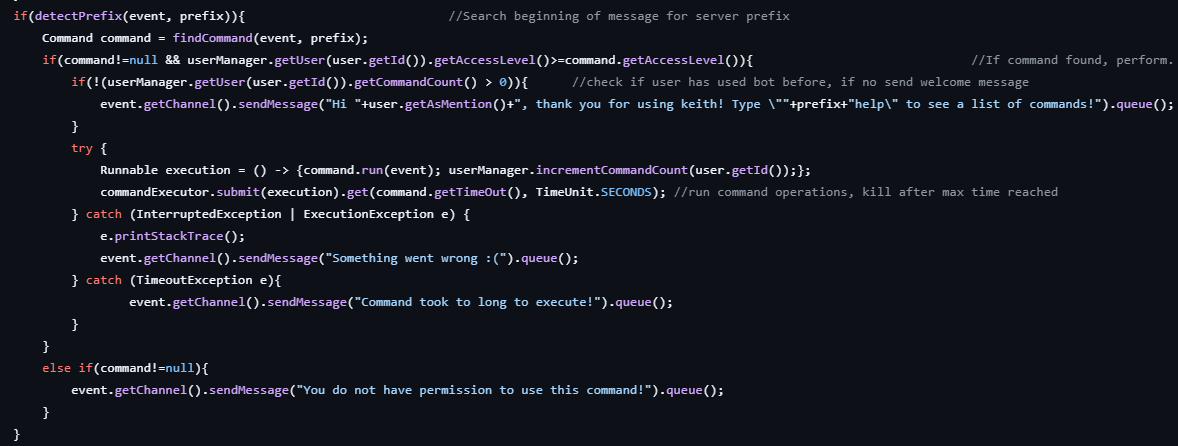 if(detectPrefix(event, prefix)){ //Search beginning of message for server prefix
Command command = findCommand(event, prefix);
if(command!=null && userManager.getUser(user.getId()).getAccessLevel()>=command.getAccessLevel()){ //If command found, perform.
if(!(userManager.getUser(user.getId()).getCommandCount() > 0)){ //check if user has used bot before, if no send welcome message
event.getChannel().sendMessage("Hi "+user.getAsMention()+", thank you for using keith! Type \""+prefix+"help\" to see a list of commands!").queue();
}
try {
Runnable execution = () -> {command.run(event); userManager.incrementCommandCount(user.getId());};
commandExecutor.submit(execution).get(command.getTimeOut(), TimeUnit.SECONDS); //run command operations, kill after max time reached
} catch (InterruptedException | ExecutionException e) {
e.printStackTrace();
event.getChannel().sendMessage("Something went wrong :(").queue();
} catch (TimeoutException e){
event.getChannel().sendMessage("Command took to long to execute!").queue();
}
}
else if(command!=null){
event.getChannel().sendMessage("You do not have permission to use this command!").queue();
}
}